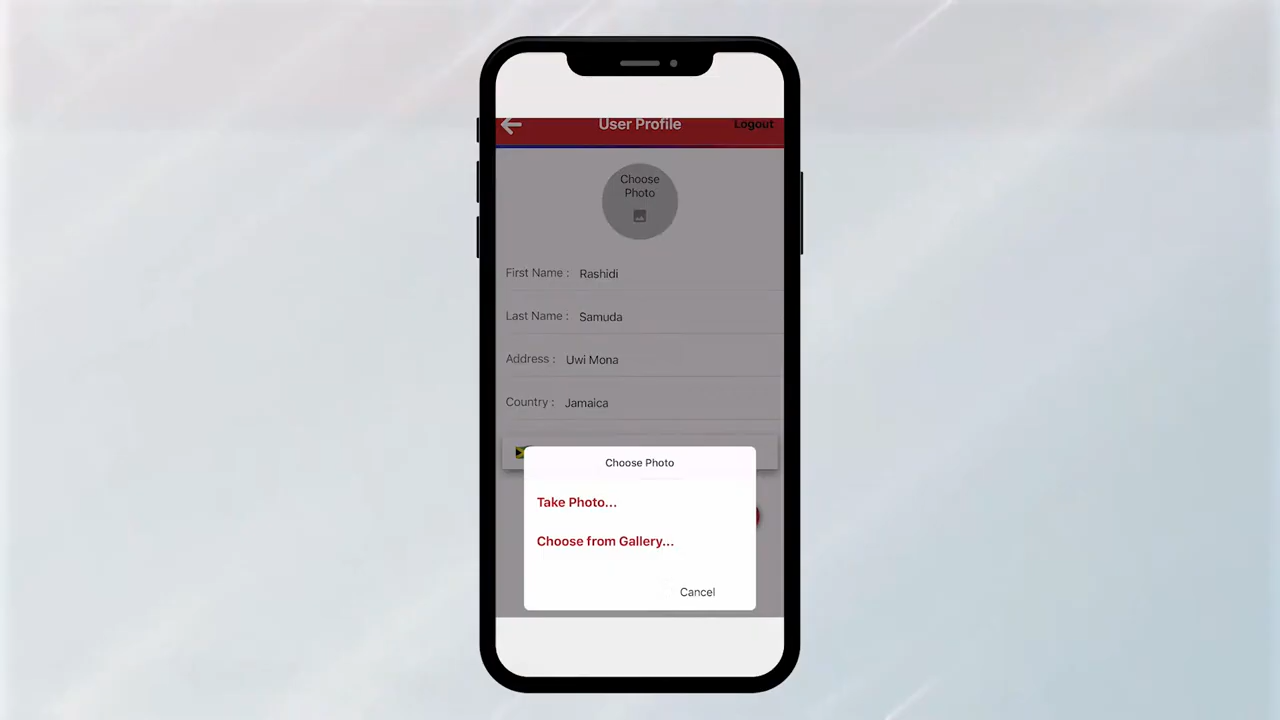 User Profile Logout
Choose
Photo
First Name : Rashidi
Last Name : Samuda
Address : Uwi Mona
Country : Jamaica
Choose Photo
Take Photo...
Choose from Gallery...
Cancel